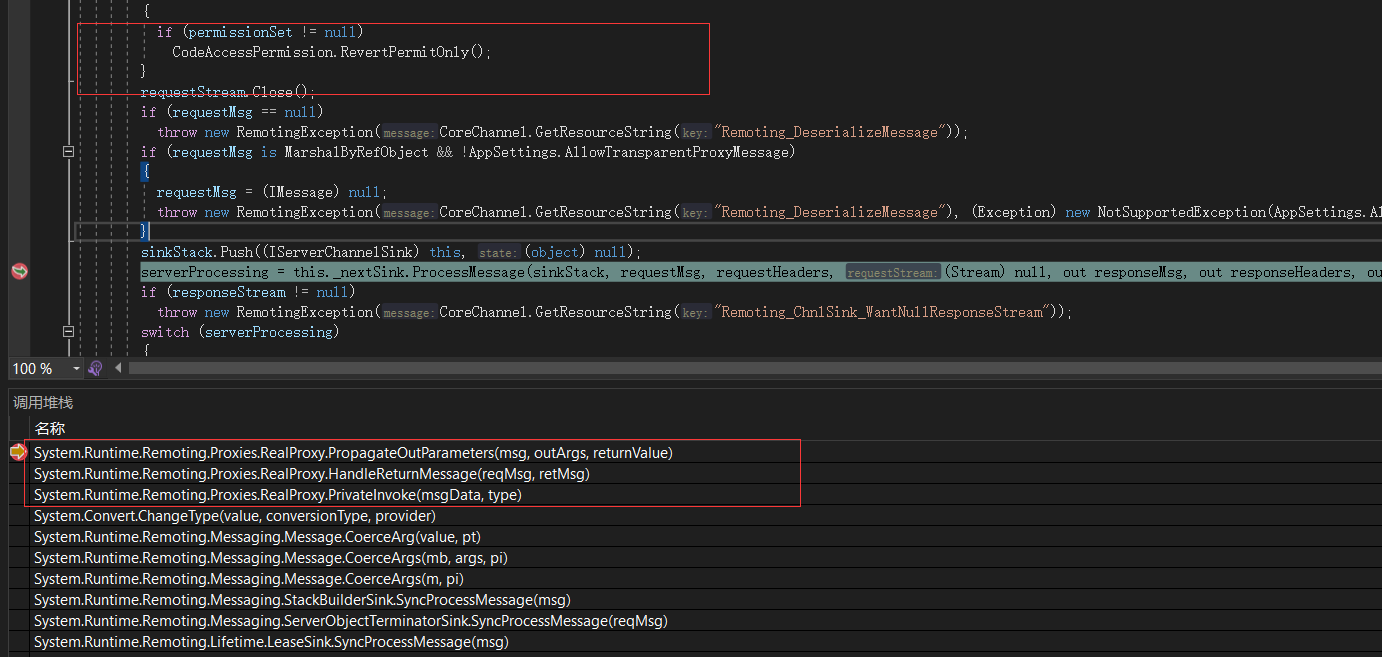 {
if (permissionSet != null)
CodeAccessPermission.RevertPermitOnly();
}
requestStream.Close();
if (requestMsg == null)
throw new RemotingException(message:CoreChannel.GetResourceString(key:"Remoting_DeserializeMessage"));
if (requestMsg is MarshalByRefObject && !AppSettings.AllowTransparentProxyMessage)
{
requestMsg = (IMessage) null;
throw new RemotingException(message:CoreChannel.GetResourceString(key:"Remoting_DeserializeMessage"), (Exception) new NotSupportedException(AppSettings.Al
}
sinkStack.Push((IServerChannelSink) this, state:(object) null);
serverProcessing = this._nextSink.ProcessMessage(sinkStack, requestMsg, requestHeaders, requestStream:(Stream) null, out responseMsg, out responseHeaders, ou
if (responseStream != null)
throw new RemotingException(message:CoreChannel.GetResourceString(key:"Remoting_ChnlSink_WantNullResponseStream"));
switch (serverProcessing)
{
100 %
调用堆栈
名称
System.Runtime.Remoting.Proxies.RealProxy.PropagateOutParameters(msg, outArgs, returnValue)
System.Runtime.Remoting.Proxies.RealProxy.HandleReturnMessage(reqMsg, retMsg)
System.Runtime.Remoting.Proxies.RealProxy.PrivateInvoke(msgData, type)
System.Convert.ChangeType(value, conversionType, provider)
System.Runtime.Remoting.Messaging.Message.CoerceArg(value, pt)
System.Runtime.Remoting.Messaging.Message.CoerceArgs(mb, args, pi)
System.Runtime.Remoting.Messaging.Message.CoerceArgs(m, pi)
System.Runtime.Remoting.Messaging.StackBuilderSink.SyncProcessMessage(msg)
System.Runtime.Remoting.Messaging.ServerObjectTerminatorSink.SyncProcessMessage(reqMsg)
System.Runtime.Remoting.Lifetime.LeaseSink.SyncProcessMessage(msg)